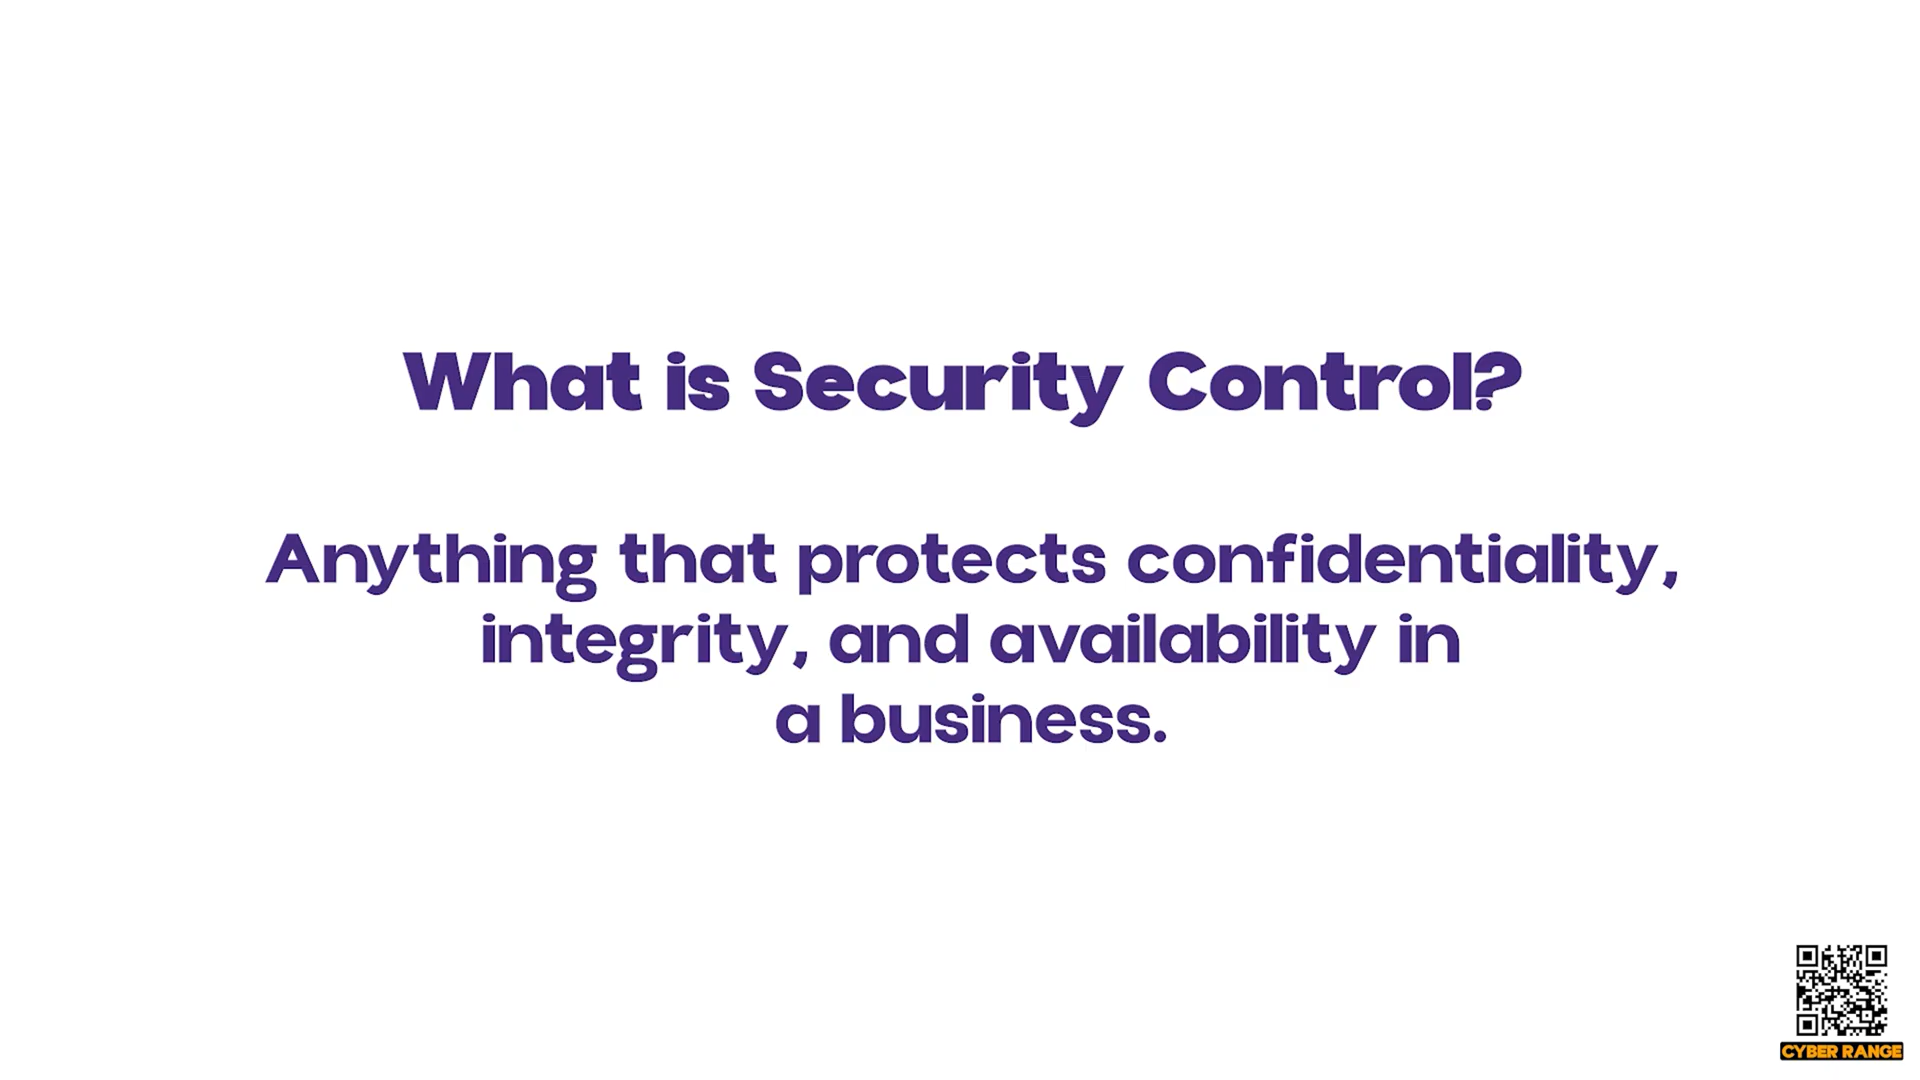 What is Security Control?
Anything that protects confidentiality,
integrity, and availability in
a business.
CYBER RANGE